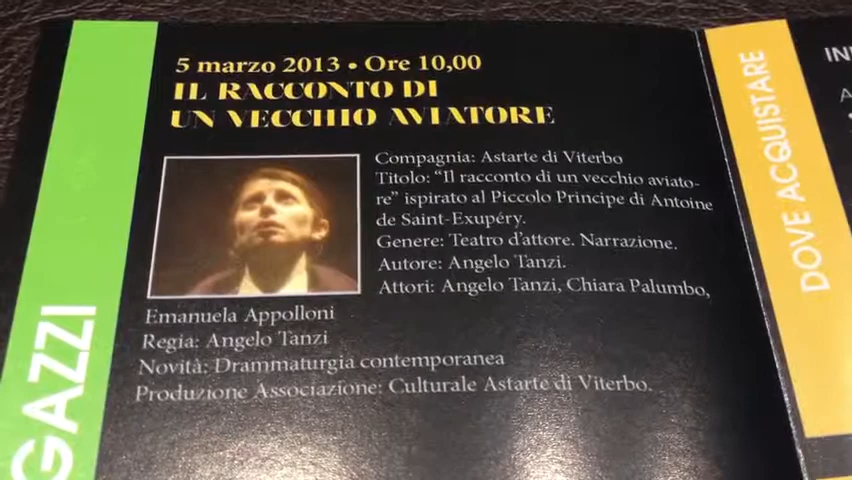 5 marzo 2013 • Ore 10,00
IL RACCONTO DI
UN VECCHIO AVIATORE
Compagnia: Astarte di Viterbo
Titolo: "Il racconto di un vecchio aviato-
re" ispirato al Piccolo Principe di Antoine
de Saint-Exupéry.
Genere: Teatro d'attore. Narrazione.
Autore: Angelo Tanzi.
Attori: Angelo Tanzi, Chiara Palumbo,
Emanuela Appolloni
Regia: Angelo Tanzi
Novità: Drammaturgia contemporanea
Produzione Associazione: Culturale Astarte di Viterbo.
GAZZI
DOVE ACQUISTARE